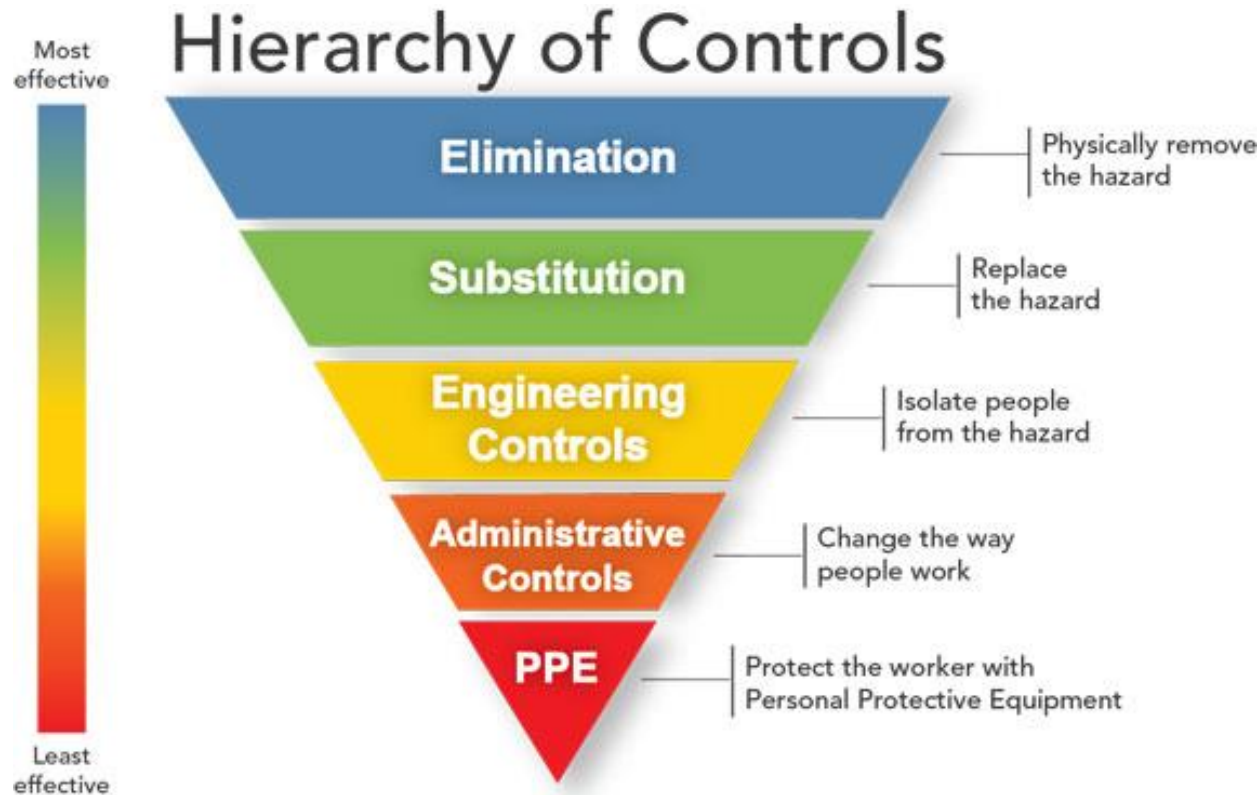 Hierarchy of Controls
Most
effective
Elimination
Physically remove
the hazard
Substitution
Replace
the hazard
Engineering
Controls
Isolate people
from the hazard
Administrative
Controls
Change the way
people work
PPE
Protect the worker with
Personal Protective Equipment
Least
effective